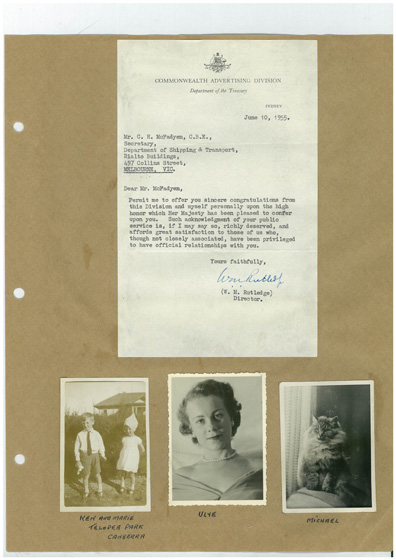 COMMONWEALTH ADVERTISING DIVISION
Department of the Treasury
SYDNEY
June 10, 1955.
Mr. C. H. McFadyen, C.B.E.,
Secretary,
Department of Shipping & Transport,
Rialto Buildings,
497 Collins Street,
MELBOURNE, VIC.
Dear Mr. McFadyen,
Permit me to offer you sincere congratulations from
this Division and myself personally upon the high
honor which Her Majesty has been pleased to confer
upon you. Such acknowledgment of your public
service is, if I may say so, richly deserved, and
affords great satisfaction to those of us who,
though not closely associated, have been privileged
to have official relationships with you.
Yours faithfully,
(W. M. Rutledge)
Director.
KEN AND MARIE
TELOPEA PARK
CANBERRA
MICHAEL